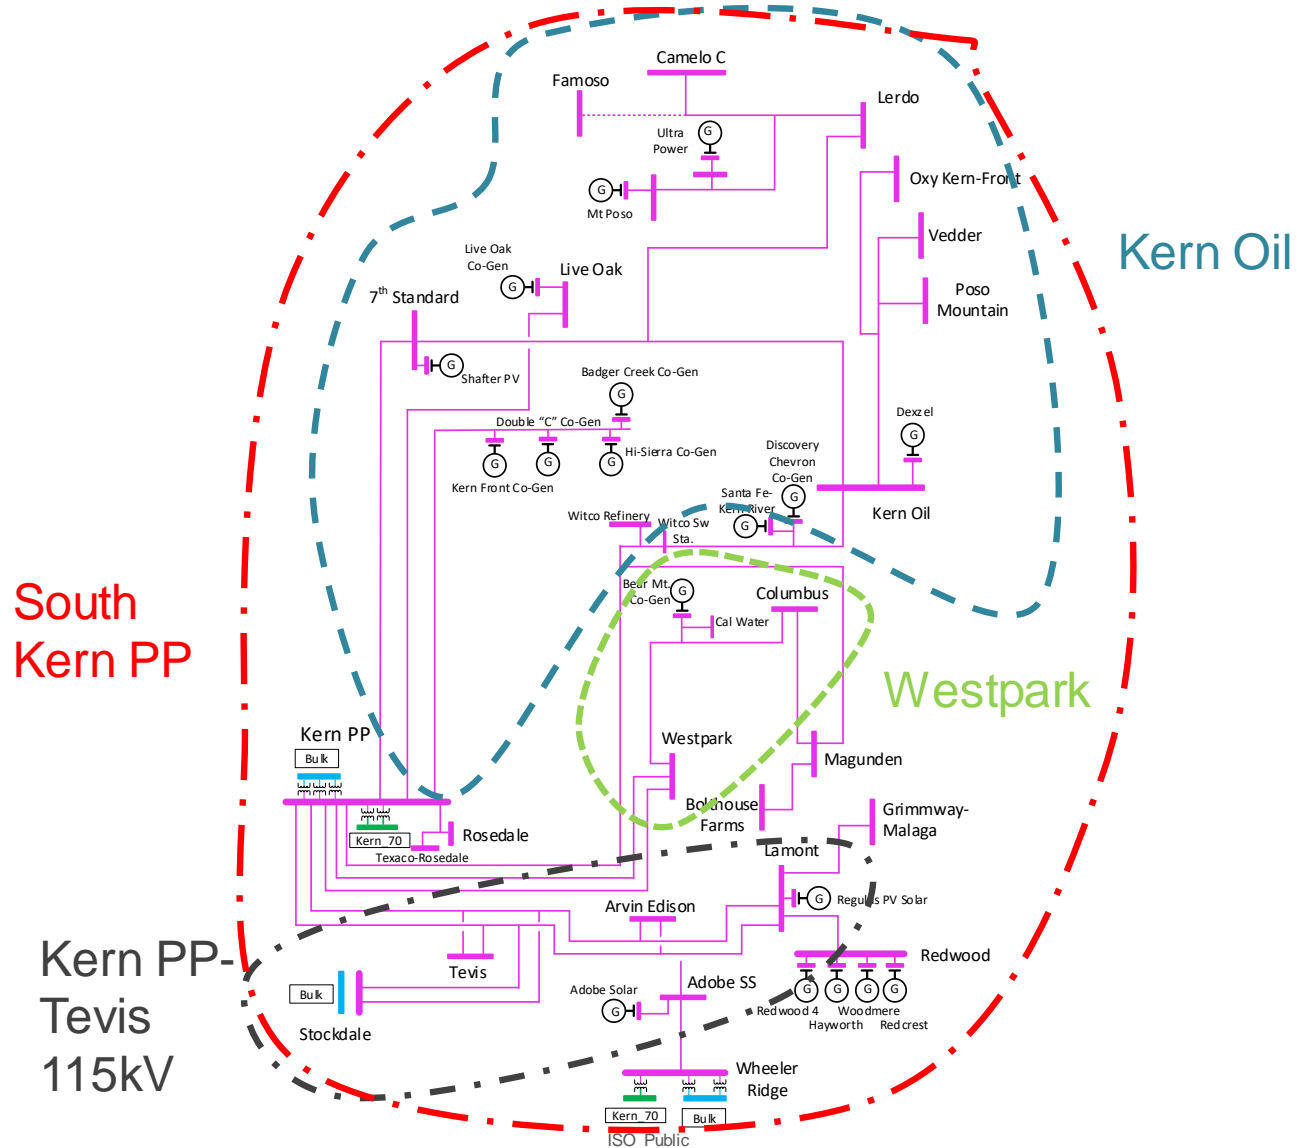 Camelo C
Famoso
Lerdo
Ultra
Power
G
Oxy Kern-Front
G
Mt Poso
Vedder
Kern Oil
Live Oak
Co-Gen
Live Oak
G
7th Standard
Poso
Mountain
G
Shafter PV
Badger Creek Co-Gen
G
Double "C" Co-Gen
Dexzel
G
Discovery
Chevron
Co-Gen
Hi-Sierra Co-Gen
G
G
G
Kern Front Co-Gen
Santa Fe-
Kern River
G
G
Kern Oil
Witco Refinery
Witco Sw
Sta.
South
Kern PP
Bear Mt.
Co-Gen
G
Columbus
Cal Water
Westpark
Kern PP
Bulk
Westpark
Magunden
Bolthouse
Farms
Grimmway-
Malaga
Kern_70
Rosedale
Texaco-Rosedale
Lamont
G
Regulus PV Solar
Arvin Edison
Kern PP-
Tevis
115kV
Tevis
Redwood
Bulk
Stockdale
Adobe Solar
G
Adobe SS
G
G
G
G
Redwood 4
Woodmere
Hayworth
Redcrest
Wheeler
Ridge
Kern_70
Bulk
ISO Public